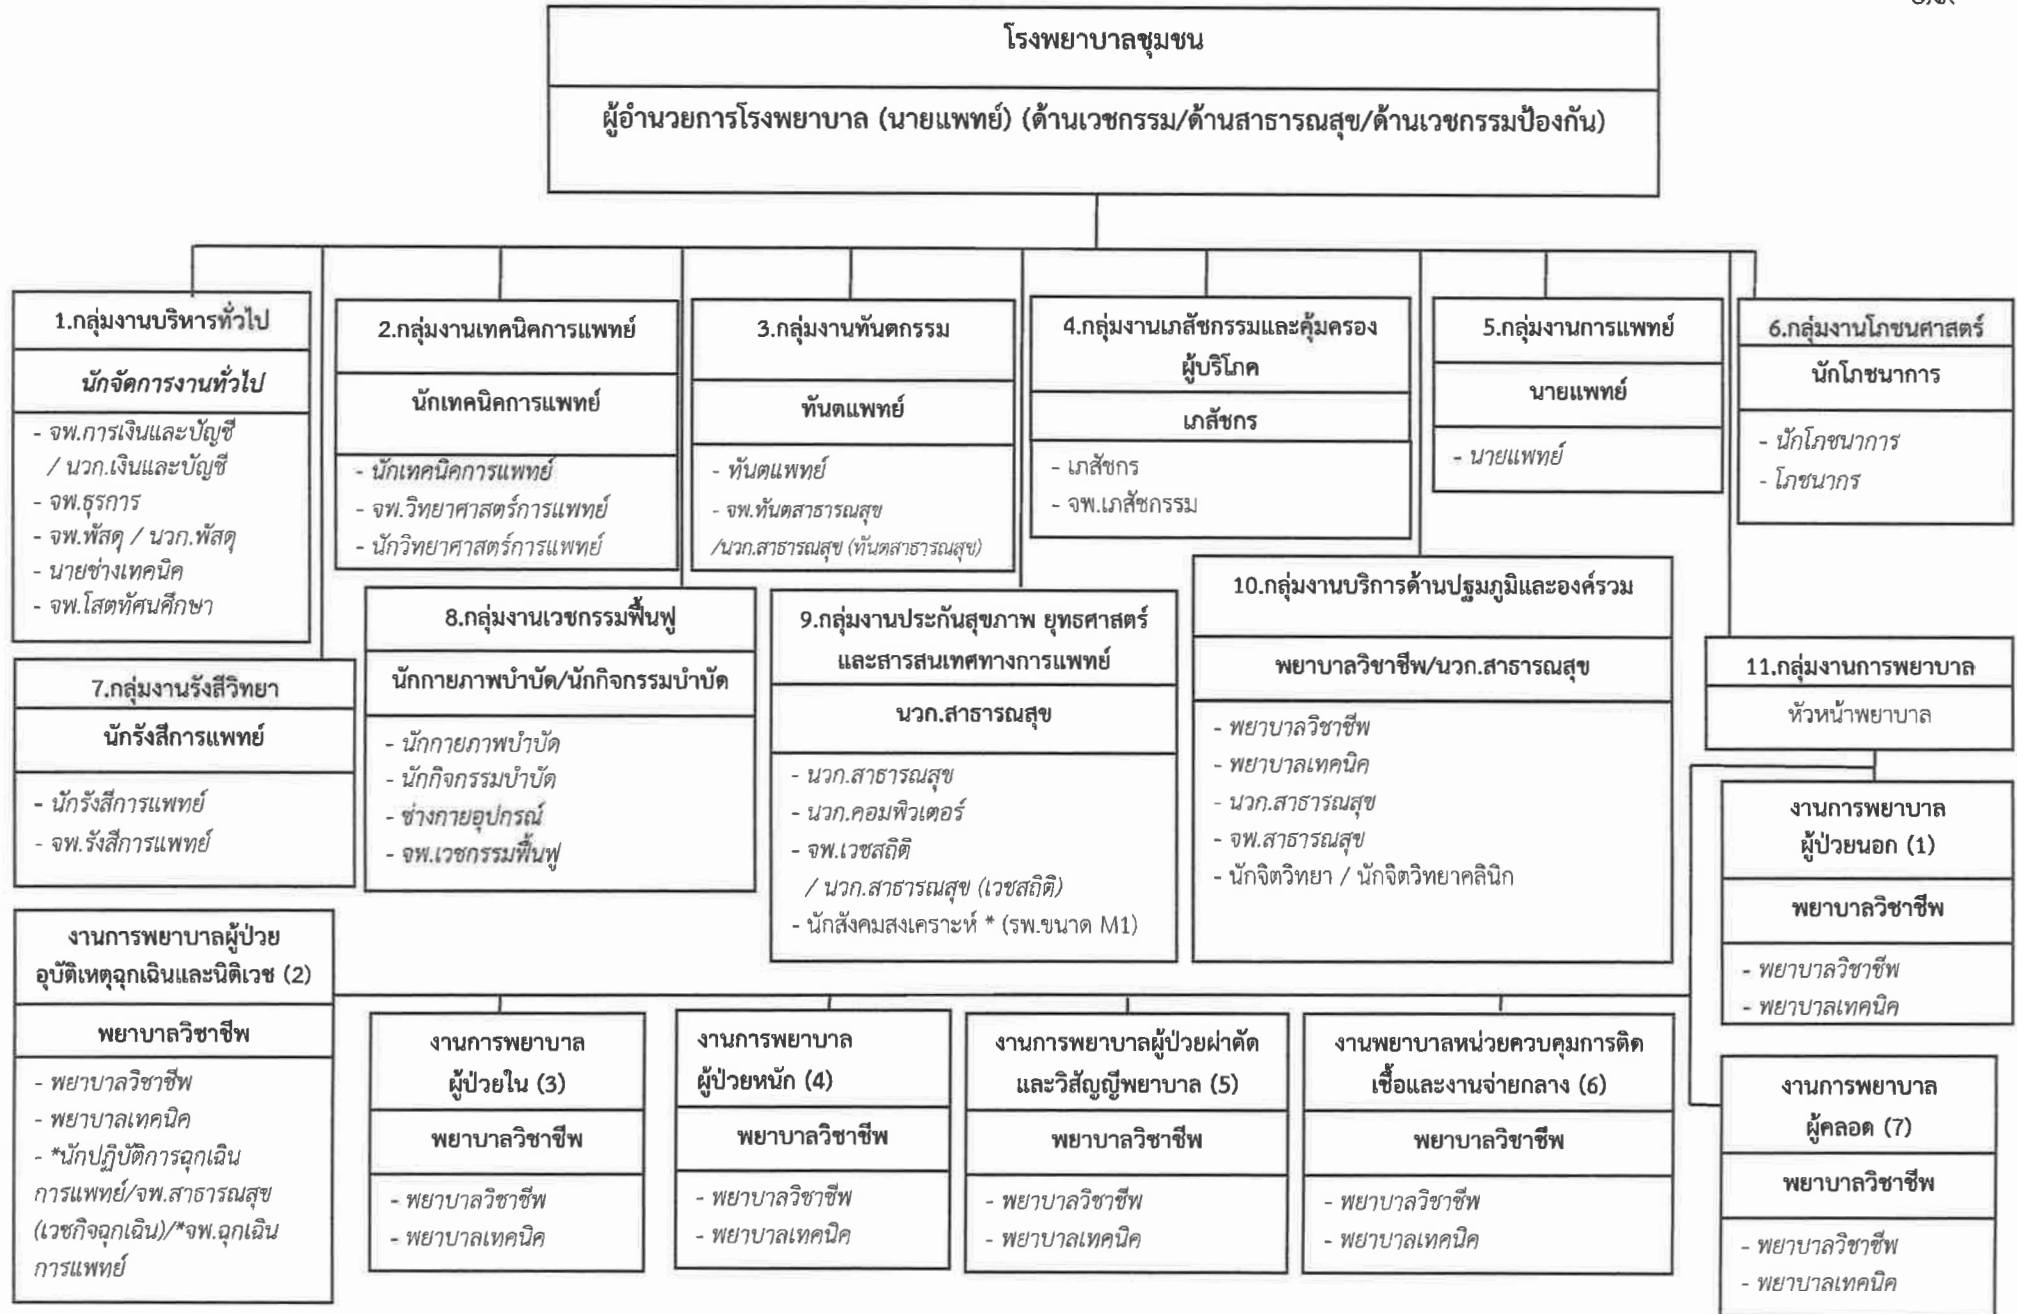 โรงพยาบาลชุมชน
ผู้อำนวยการโรงพยาบาล (นายแพทย์) (ด้านเวชกรรม/ด้านสาธารณสุข/ด้านเวชกรรมป้องกัน)
1.กลุ่มงานบริหารทั่วไป
นักจัดการงานทั่วไป
- จพ.การเงินและบัญชี
/ นวก.เงินและบัญชี
- จพ.ธุรการ
- จพ.พัสดุ / นวก.พัสดุ
- นายช่างเทคนิค
- จพ.โสตทัศนศึกษา
2.กลุ่มงานเทคนิคการแพทย์
นักเทคนิคการแพทย์
- นักเทคนิคการแพทย์
- จพ.วิทยาศาสตร์การแพทย์
- นักวิทยาศาสตร์การแพทย์
3.กลุ่มงานทันตกรรม
ทันตแพทย์
- ทันตแพทย์
- จพ.ทันตสาธารณสุข
/นวก.สาธารณสุข (ทันตสาธารณสุข)
4.กลุ่มงานเภสัชกรรมและคุ้มครอง
ผู้บริโภค
เภสัชกร
- เภสัชกร
- จพ.เภสัชกรรม
5.กลุ่มงานการแพทย์
นายแพทย์
- นายแพทย์
6.กลุ่มงานโภชนศาสตร์
นักโภชนาการ
- นักโภชนาการ
- โภชนากร
7.กลุ่มงานรังสีวิทยา
นักรังสีการแพทย์
- นักรังสีการแพทย์
- จพ.รังสีการแพทย์
8.กลุ่มงานเวชกรรมฟื้นฟู
นักกายภาพบำบัด/นักกิจกรรมบำบัด
- นักกายภาพบำบัด
- นักกิจกรรมบำบัด
- ช่างกายอุปกรณ์
- จพ.เวชกรรมฟื้นฟู
9.กลุ่มงานประกันสุขภาพ ยุทธศาสตร์
และสารสนเทศทางการแพทย์
นวก.สาธารณสุข
- นวก.สาธารณสุข
- นวก.คอมพิวเตอร์
- จพ.เวชสถิติ
/ นวก.สาธารณสุข (เวชสถิติ)
- นักสังคมสงเคราะห์ * (รพ.ขนาด M1)
10.กลุ่มงานบริการด้านปฐมภูมิและองค์รวม
พยาบาลวิชาชีพ/นวก.สาธารณสุข
- พยาบาลวิชาชีพ
- พยาบาลเทคนิค
- นวก.สาธารณสุข
- จพ.สาธารณสุข
- นักจิตวิทยา / นักจิตวิทยาคลินิก
11.กลุ่มงานการพยาบาล
หัวหน้าพยาบาล
งานการพยาบาล
ผู้ป่วยนอก (1)
พยาบาลวิชาชีพ
- พยาบาลวิชาชีพ
- พยาบาลเทคนิค
งานการพยาบาลผู้ป่วย
อุบัติเหตุฉุกเฉินและนิติเวช (2)
พยาบาลวิชาชีพ
- พยาบาลวิชาชีพ
- พยาบาลเทคนิค
- *นักปฏิบัติการฉุกเฉิน
การแพทย์/จพ.สาธารณสุข
(เวชกิจฉุกเฉิน)/*จพ.ฉุกเฉิน
การแพทย์
งานการพยาบาล
ผู้ป่วยใน (3)
พยาบาลวิชาชีพ
- พยาบาลวิชาชีพ
- พยาบาลเทคนิค
งานการพยาบาล
ผู้ป่วยหนัก (4)
พยาบาลวิชาชีพ
- พยาบาลวิชาชีพ
- พยาบาลเทคนิค
งานการพยาบาลผู้ป่วยผ่าตัด
และวิสัญญีพยาบาล (5)
พยาบาลวิชาชีพ
- พยาบาลวิชาชีพ
- พยาบาลเทคนิค
งานพยาบาลหน่วยควบคุมการติด
เชื้อและงานจ่ายกลาง (6)
พยาบาลวิชาชีพ
- พยาบาลวิชาชีพ
- พยาบาลเทคนิค
งานการพยาบาล
ผู้คลอด (7)
พยาบาลวิชาชีพ
- พยาบาลวิชาชีพ
- พยาบาลเทคนิค